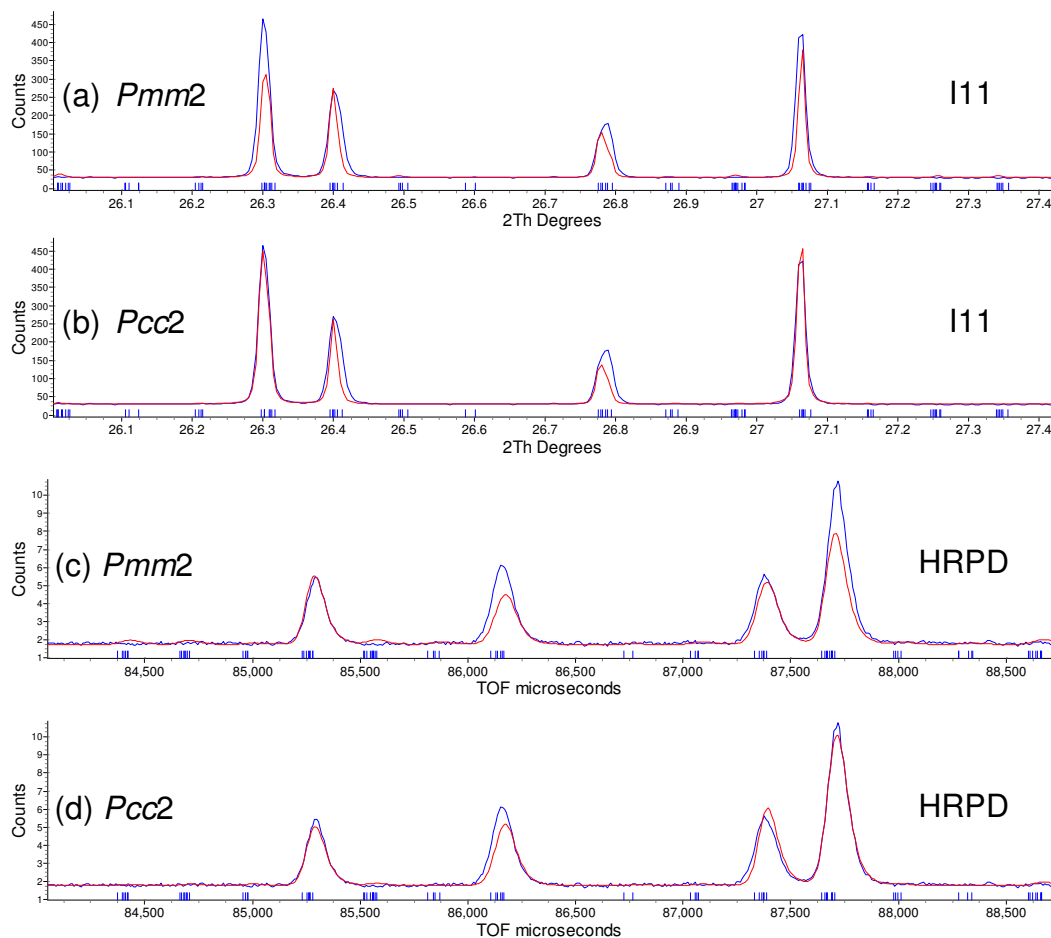 450
400
350
300
250
200
150
100
50
0
Counts
(a) Pmm2
I11
26.1 26.2 26.3 26.4 26.5 26.6 26.7 26.8 26.9 27 27.1 27.2 27.3 27.4
2Th Degrees
450
400
350
300
250
200
150
100
50
0
Counts
(b) Pcc2
I11
26.1 26.2 26.3 26.4 26.5 26.6 26.7 26.8 26.9 27 27.1 27.2 27.3 27.4
2Th Degrees
10
9
8
7
6
5
4
3
2
1
Counts
(c) Pmm2
HRPD
84,500 85,000 85,500 86,000 86,500 87,000 87,500 88,000 88,500
TOF microseconds
10
9
8
7
6
5
4
3
2
1
Counts
(d) Pcc2
HRPD
84,500 85,000 85,500 86,000 86,500 87,000 87,500 88,000 88,500
TOF microseconds